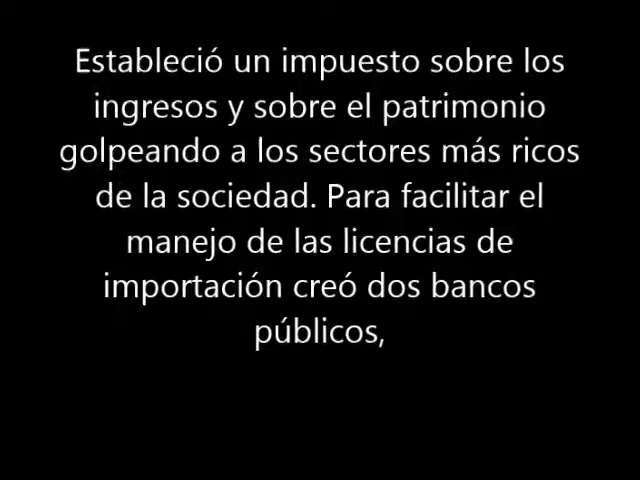 Estableció un impuesto sobre los
ingresos y sobre el patrimonio
golpeando a los sectores más ricos
de la sociedad. Para facilitar el
manejo de las licencias de
importación creó dos bancos
públicos,